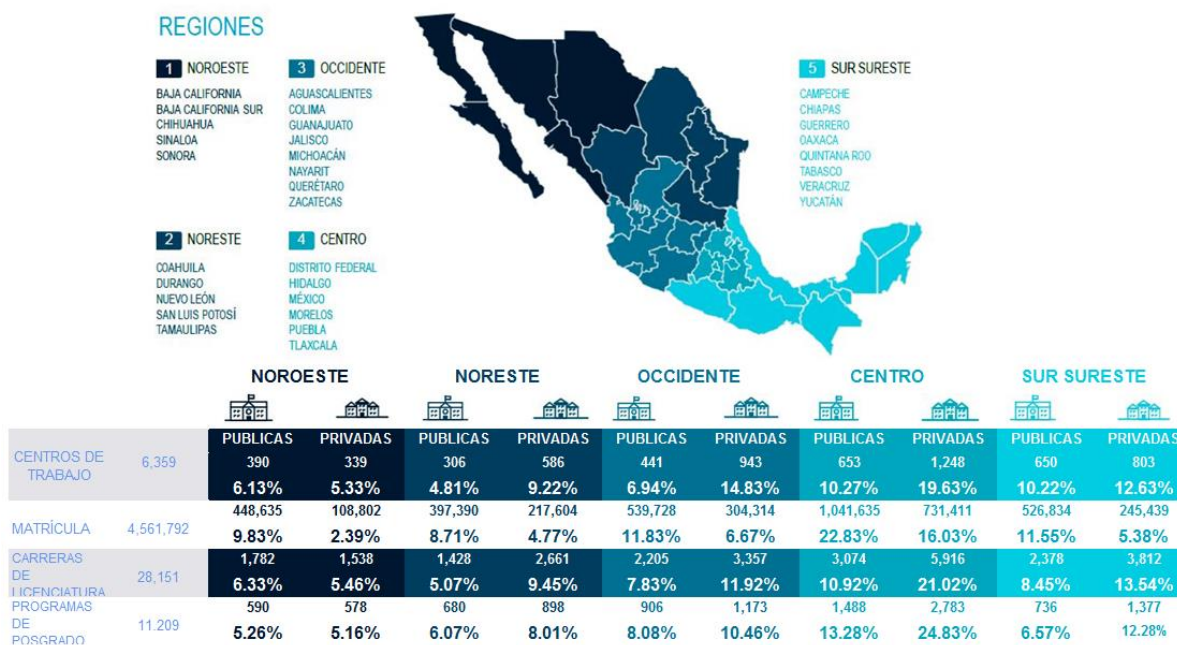 REGIONES
1 NOROESTE
BAJA CALIFORNIA
BAJA CALIFORNIA SUR
CHIHUAHUA
SINALOA
SONORA
3 OCCIDENTE
AGUASCALIENTES
COLIMA
GUANAJUATO
JALISCO
MICHOACÁN
NAYARIT
QUERÉTARO
ZACATECAS
5 SUR SURESTE
CAMPECHE
CHIAPAS
GUERRERO
OAXACA
QUINTANA ROO
TABASCO
VERACRUZ
YUCATÁN
2 NORESTE
COAHUILA
DURANGO
NUEVO LEÓN
SAN LUIS POTOSÍ
TAMAULIPAS
4 CENTRO
DISTRITO FEDERAL
HIDALGO
MÉXICO
MORELOS
PUEBLA
TLAXCALA
NOROESTE NORESTE OCCIDENTE CENTRO SUR SURESTE
PUBLICAS PRIVADAS PUBLICAS PRIVADAS PUBLICAS PRIVADAS PUBLICAS PRIVADAS PUBLICAS PRIVADAS
CENTROS DE TRABAJO 6,359 390 339 306 586 441 943 653 1,248 650 803
6.13% 5.33% 4.81% 9.22% 6.94% 14.83% 10.27% 19.63% 10.22% 12.63%
MATRÍCULA 4,561,792 448,635 108,802 397,390 217,604 539,728 304,314 1,041,635 731,411 526,834 245,439
9.83% 2.39% 8.71% 4.77% 11.83% 6.67% 22.83% 16.03% 11.55% 5.38%
CARRERAS DE LICENCIATURA 28,151 1,782 1,538 1,428 2,661 2,205 3,357 3,074 5,916 2,378 3,812
6.33% 5.46% 5.07% 9.45% 7.83% 11.92% 10.92% 21.02% 8.45% 13.54%
PROGRAMAS DE POSGRADO 11.209 590 578 680 898 906 1,173 1,488 2,783 736 1,377
5.26% 5.16% 6.07% 8.01% 8.08% 10.46% 13.28% 24.83% 6.57% 12.28%